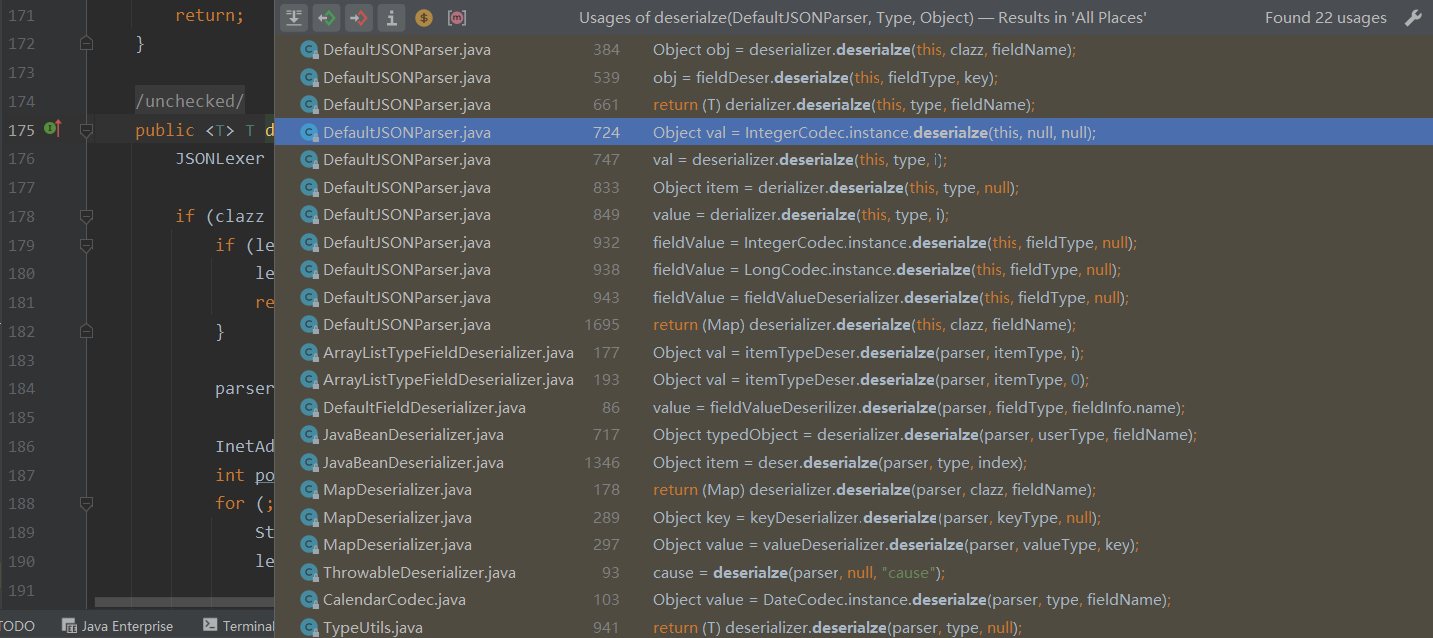 Usages of deserialze(DefaultJSONParser, Type, Object) — Results in 'All Places' Found 22 usages
DefaultJSONParser.java 384 Object obj = deserializer.deserialze(this, clazz, fieldName);
DefaultJSONParser.java 539 obj = fieldDeser.deserialze(this, fieldType, key);
DefaultJSONParser.java 661 return (T) derializer.deserialze(this, type, fieldName);
DefaultJSONParser.java 724 Object val = IntegerCodec.instance.deserialze(this, null, null);
DefaultJSONParser.java 747 val = deserializer.deserialze(this, type, i);
DefaultJSONParser.java 833 Object item = derializer.deserialze(this, type, null);
DefaultJSONParser.java 849 value = derializer.deserialze(this, type, i);
DefaultJSONParser.java 932 fieldValue = IntegerCodec.instance.deserialze(this, fieldType, null);
DefaultJSONParser.java 938 fieldValue = LongCodec.instance.deserialze(this, fieldType, null);
DefaultJSONParser.java 943 fieldValue = fieldValueDeserializer.deserialze(this, fieldType, null);
DefaultJSONParser.java 1695 return (Map) deserializer.deserialze(this, clazz, fieldName);
ArrayListTypeFieldDeserializer.java 177 Object val = itemTypeDeser.deserialze(parser, itemType, i);
ArrayListTypeFieldDeserializer.java 193 Object val = itemTypeDeser.deserialze(parser, itemType, 0);
DefaultFieldDeserializer.java 86 value = fieldValueDeserilizer.deserialze(parser, fieldType, fieldInfo.name);
JavaBeanDeserializer.java 717 Object typedObject = deserializer.deserialze(parser, userType, fieldName);
JavaBeanDeserializer.java 1346 Object item = deser.deserialze(parser, type, index);
MapDeserializer.java 178 return (Map) deserializer.deserialze(parser, clazz, fieldName);
MapDeserializer.java 289 Object key = keyDeserializer.deserialze(parser, keyType, null);
MapDeserializer.java 297 Object value = valueDeserializer.deserialze(parser, valueType, key);
ThrowableDeserializer.java 93 cause = deserialze(parser, null, "cause");
CalendarCodec.java 103 Object value = DateCodec.instance.deserialze(parser, type, fieldName);
TypeUtils.java 941 return (T) deserializer.deserialze(parser, type, null);
171 return;
172 }
173
174 /unchecked/
175 public <T> T d
176 JSONLexer
177
178 if (clazz
179 if (le
180 le
181 re
182 }
183
184 parser
185
186 InetAd
187 int po
188 for (;
189 St
190 le
191
TODO Java Enterprise Terminal